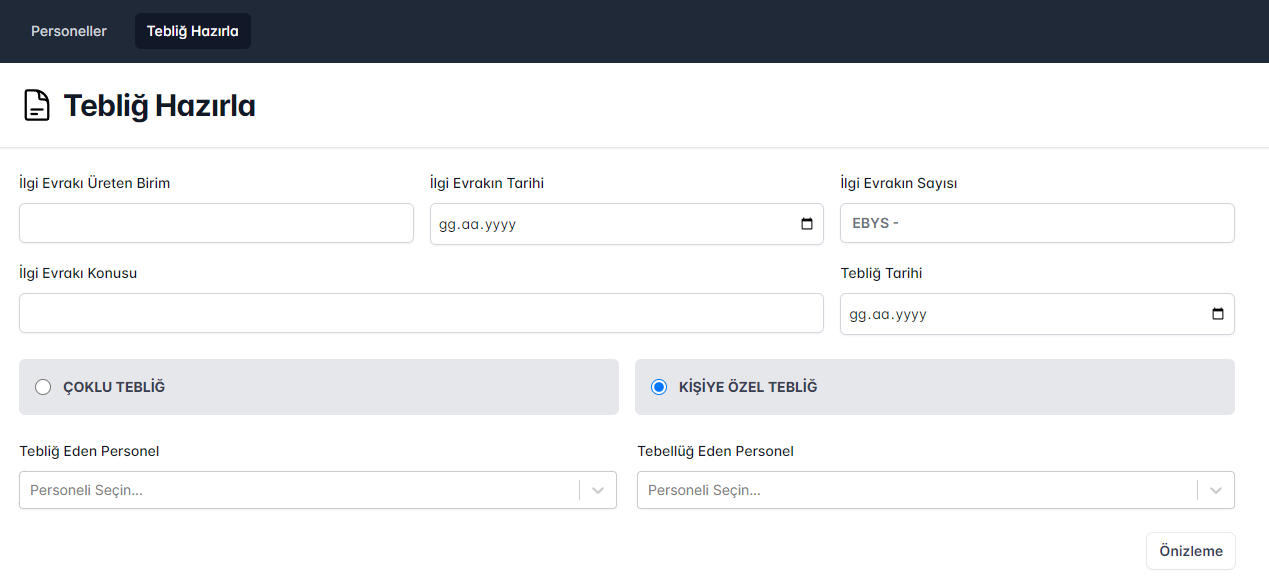 Personeller Tebliğ Hazırla
Tebliğ Hazırla
İlgi Evrakı Üreten Birim İlgi Evrakın Tarihi İlgi Evrakın Sayısı
gg.aa.yyyy EBYS -
İlgi Evrakı Konusu Tebliğ Tarihi
gg.aa.yyyy
ÇOKLU TEBLİĞ KİŞİYE ÖZEL TEBLİĞ
Tebliğ Eden Personel Tebellüğ Eden Personel
Personeli Seçin... Personeli Seçin...
Önizleme